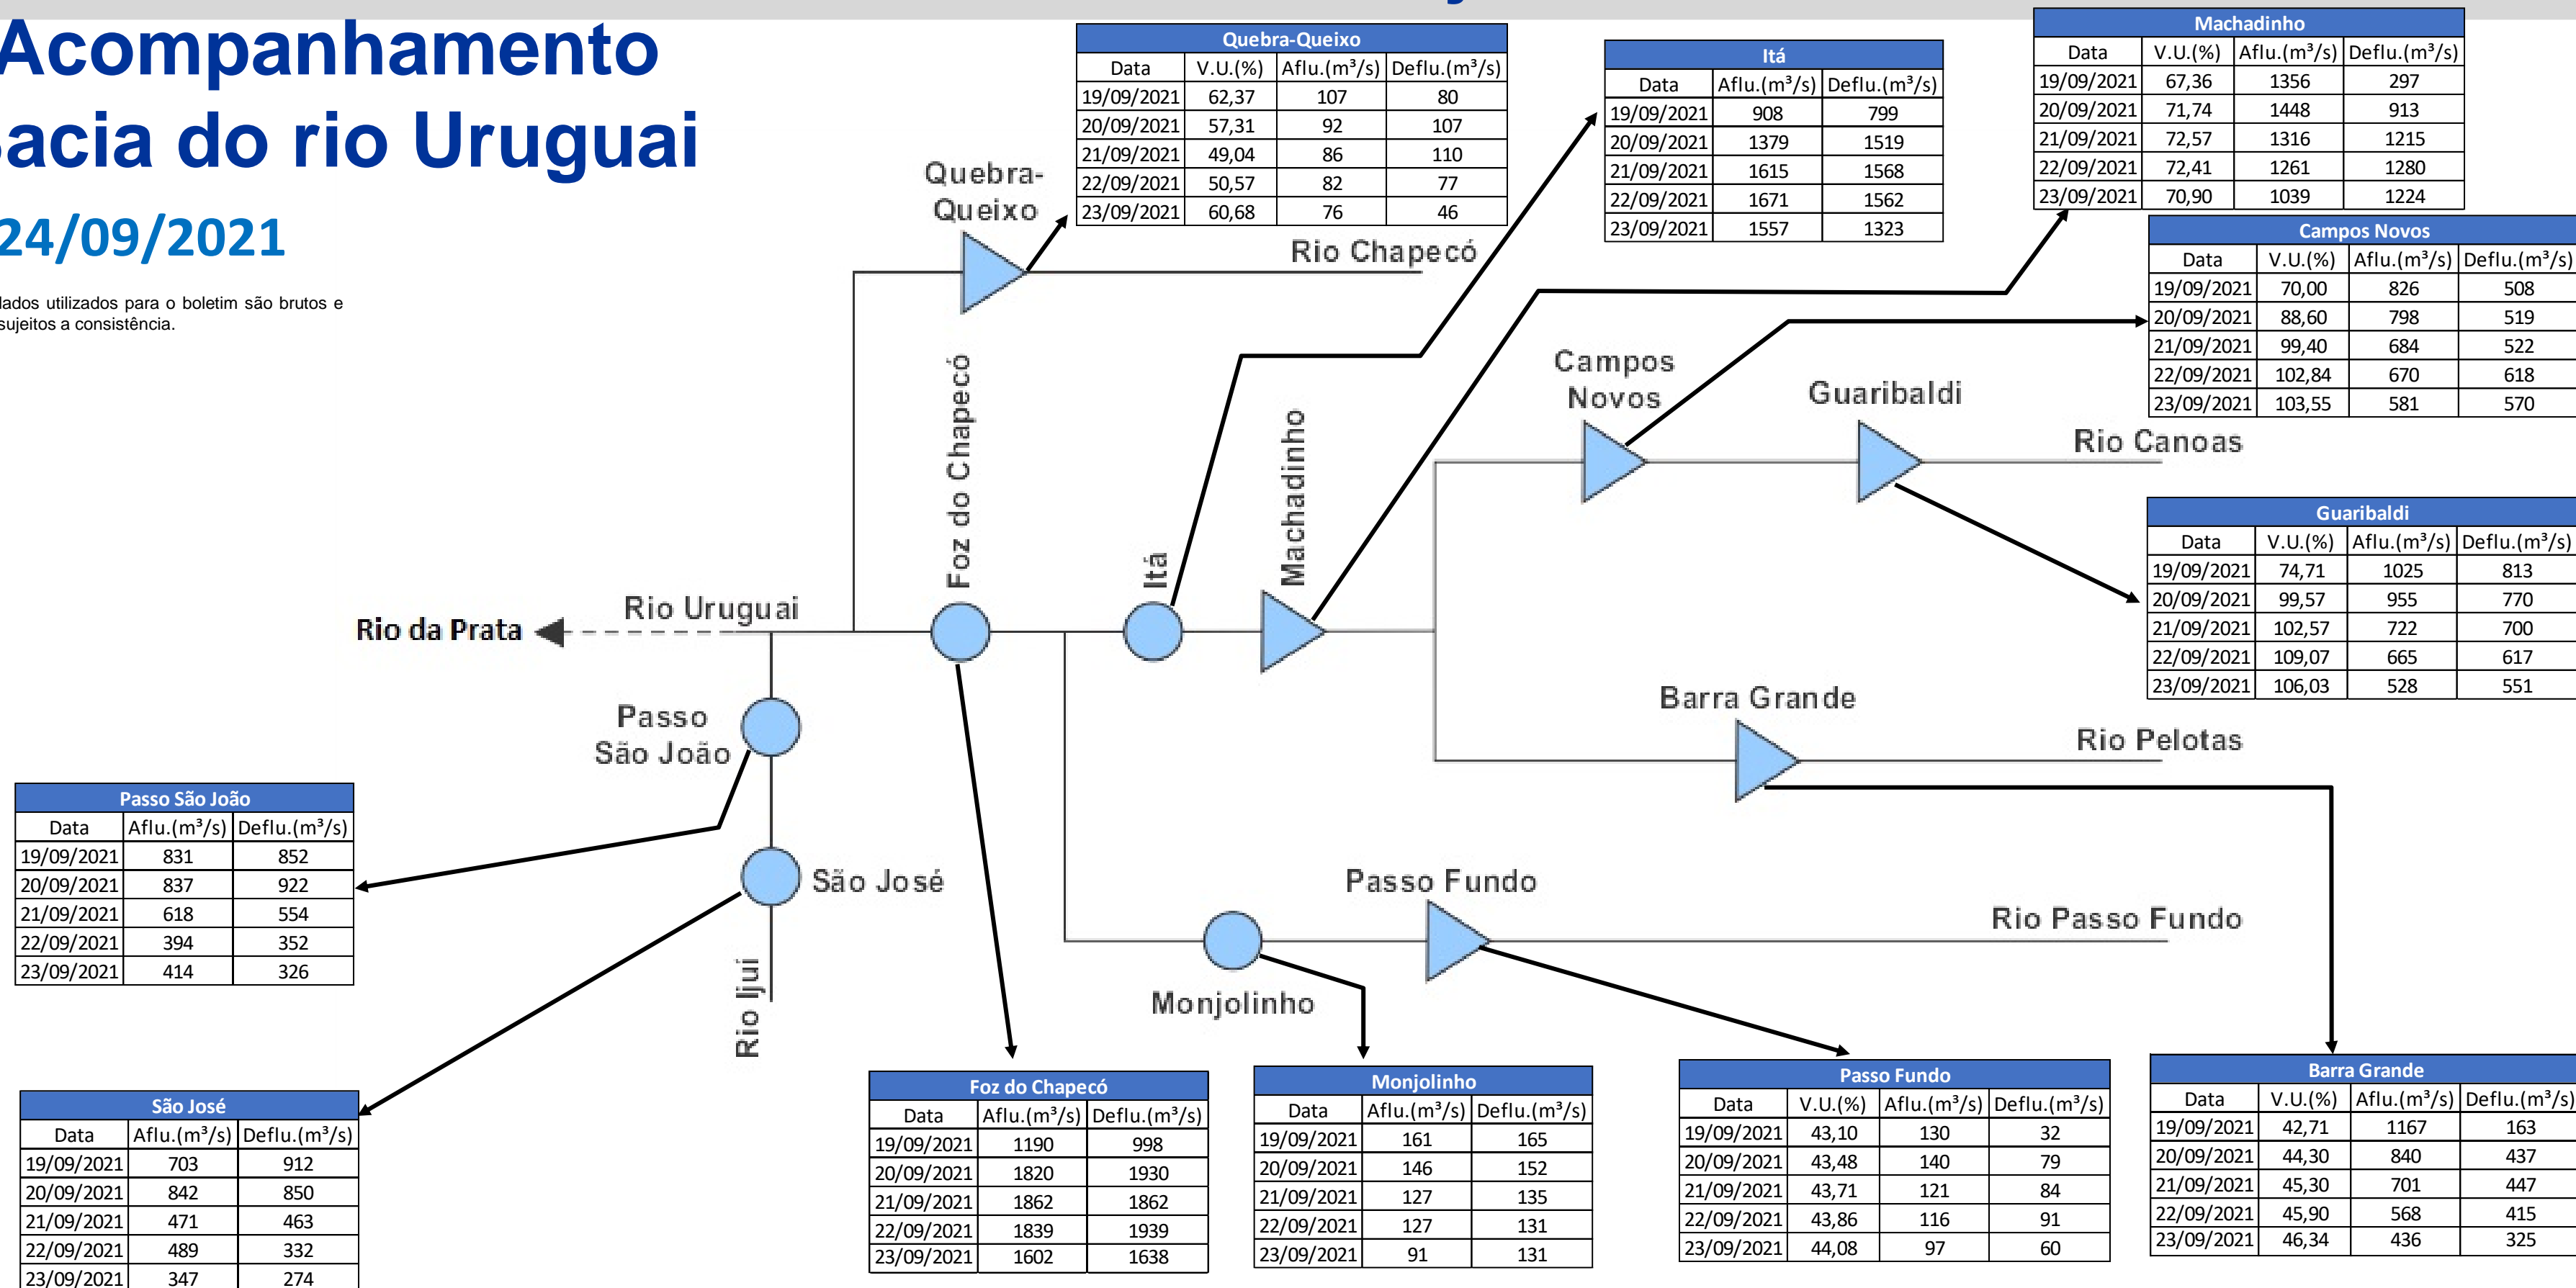 Acompanhamento
Bacia do rio Uruguai
24/09/2021
dados utilizados para o boletim são brutos e
sujeitos a consistência.
Quebra-Queixo
Data V.U.(%) Aflu.(m³/s) Deflu.(m³/s)
19/09/2021 62,37 107 80
20/09/2021 57,31 92 107
21/09/2021 49,04 86 110
22/09/2021 50,57 82 77
23/09/2021 60,68 76 46
Itá
Data Aflu.(m³/s) Deflu.(m³/s)
19/09/2021 908 799
20/09/2021 1379 1519
21/09/2021 1615 1568
22/09/2021 1671 1562
23/09/2021 1557 1323
Machadinho
Data V.U.(%) Aflu.(m³/s) Deflu.(m³/s)
19/09/2021 67,36 1356 297
20/09/2021 71,74 1448 913
21/09/2021 72,57 1316 1215
22/09/2021 72,41 1261 1280
23/09/2021 70,90 1039 1224
Campos Novos
Data V.U.(%) Aflu.(m³/s) Deflu.(m³/s)
19/09/2021 70,00 826 508
20/09/2021 88,60 798 519
21/09/2021 99,40 684 522
22/09/2021 102,84 670 618
23/09/2021 103,55 581 570
Guaribaldi
Data V.U.(%) Aflu.(m³/s) Deflu.(m³/s)
19/09/2021 74,71 1025 813
20/09/2021 99,57 955 770
21/09/2021 102,57 722 700
22/09/2021 109,07 665 617
23/09/2021 106,03 528 551
Quebra-
Queixo
Rio Chapecó
Foz do Chapecó
Itá
Machadinho
Campos
Novos
Guaribaldi
Rio Canoas
Rio da Prata
Rio Uruguai
Barra Grande
Rio Pelotas
Passo
São João
São José
Rio Ijui
Passo Fundo
Rio Passo Fundo
Monjolinho
Passo São João
Data Aflu.(m³/s) Deflu.(m³/s)
19/09/2021 831 852
20/09/2021 837 922
21/09/2021 618 554
22/09/2021 394 352
23/09/2021 414 326
São José
Data Aflu.(m³/s) Deflu.(m³/s)
19/09/2021 703 912
20/09/2021 842 850
21/09/2021 471 463
22/09/2021 489 332
23/09/2021 347 274
Foz do Chapecó
Data Aflu.(m³/s) Deflu.(m³/s)
19/09/2021 1190 998
20/09/2021 1820 1930
21/09/2021 1862 1862
22/09/2021 1839 1939
23/09/2021 1602 1638
Monjolinho
Data Aflu.(m³/s) Deflu.(m³/s)
19/09/2021 161 165
20/09/2021 146 152
21/09/2021 127 135
22/09/2021 127 131
23/09/2021 91 131
Passo Fundo
Data V.U.(%) Aflu.(m³/s) Deflu.(m³/s)
19/09/2021 43,10 130 32
20/09/2021 43,48 140 79
21/09/2021 43,71 121 84
22/09/2021 43,86 116 91
23/09/2021 44,08 97 60
Barra Grande
Data V.U.(%) Aflu.(m³/s) Deflu.(m³/s)
19/09/2021 42,71 1167 163
20/09/2021 44,30 840 437
21/09/2021 45,30 701 447
22/09/2021 45,90 568 415
23/09/2021 46,34 436 325